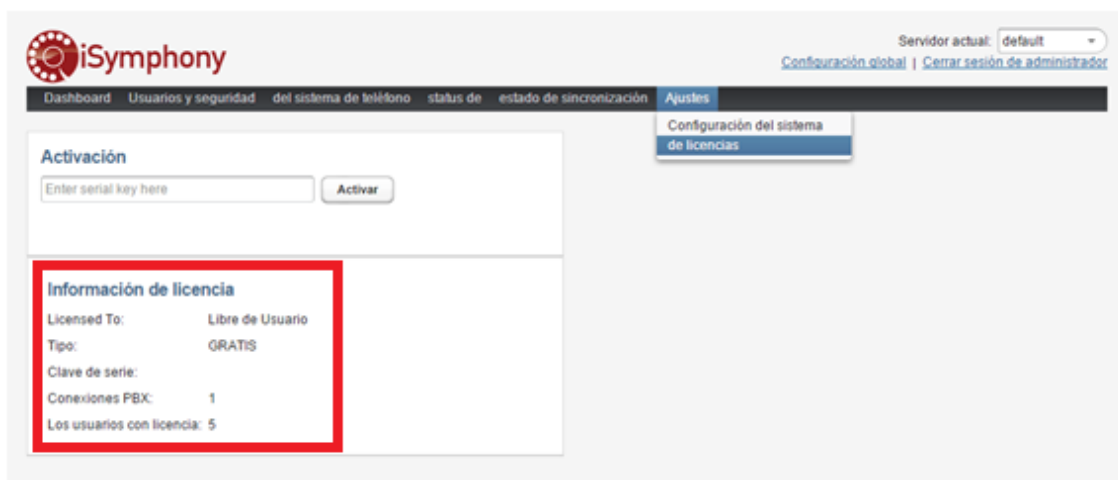 iSymphony
Servidor actual: default
Configuración global | Cerrar sesión de administrador
Dashboard Usuarios y seguridad del sistema de teléfono status de estado de sincronización Ajustes
Configuración del sistema
de licencias
Activación
Enter serial key here Activar
Información de licencia
Licensed To: Libre de Usuario
Tipo: GRATIS
Clave de serie:
Conexiones PBX: 1
Los usuarios con licencia: 5